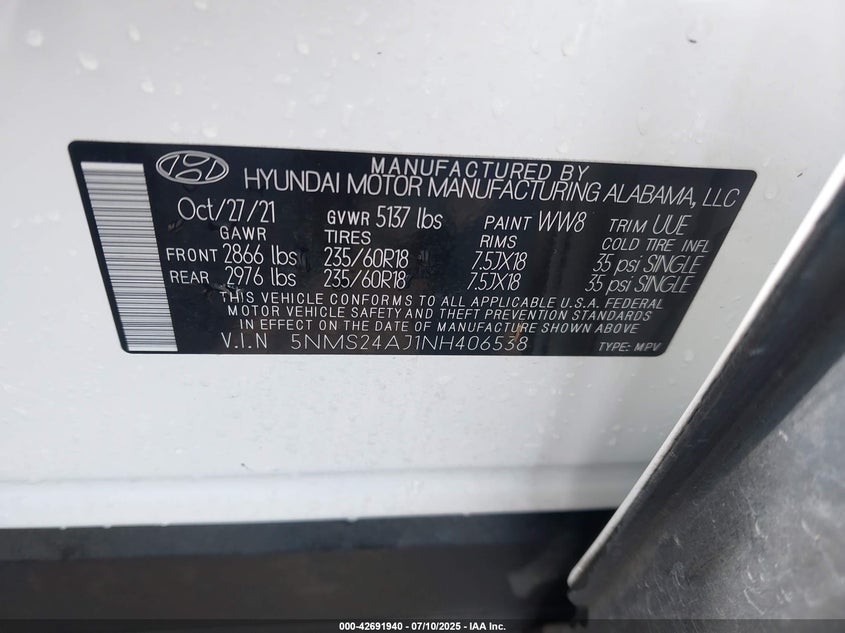 MANUFACTURED BY
HYUNDAI MOTOR MANUFACTURING ALABAMA, LLC
Oct/27/21 GVWR 5137 lbs PAINT WW8 TRIM UUE
GAWR TIRES RIMS COLD TIRE INFL
FRONT 2866 lbs 235/60R18 7.5JX18 35 psi SINGLE
REAR 2976 lbs 235/60R18 7.5JX18 35 psi SINGLE
THIS VEHICLE CONFORMS TO ALL APPLICABLE U.S.A. FEDERAL
MOTOR VEHICLE SAFETY AND THEFT PREVENTION STANDARDS
IN EFFECT ON THE DATE OF MANUFACTURE SHOWN ABOVE.
V.I.N 5NMS24AJ1NH406538 TYPE: MPV
000-42691940 - 07/10/2025 - IAA Inc.